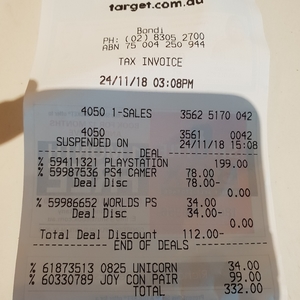 target.com.au
Bondi
PH: (02) 8305 2700
ABN 75 004 250 944
TAX INVOICE
24/11/18 03:08PM
4050 1-SALES 3562 5170 042
4050 3561 0042
SUSPENDED ON 24/11/18 15:08
DEAL
% 59411321 PLAYSTATION 199.00
% 59987536 PS4 CAMER 78.00
Deal Disc 78.00-
0.00
% 59986652 WORLDS PS 34.00
Deal Disc 34.00-
0.00
Total Deal Discount 112.00-
END OF DEALS
% 61873513 0825 UNICORN 34.00
% 60330789 JOY CON PAIR 99.00
TOTAL 332.00